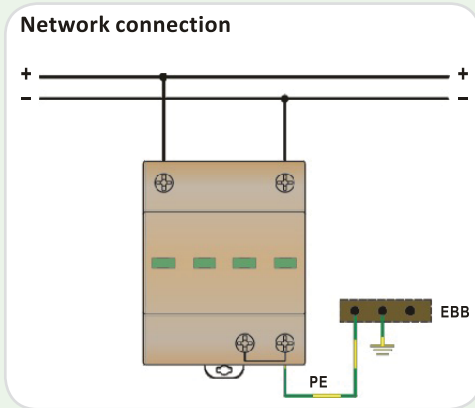 Network connection
+ +
– –
EBB
PE